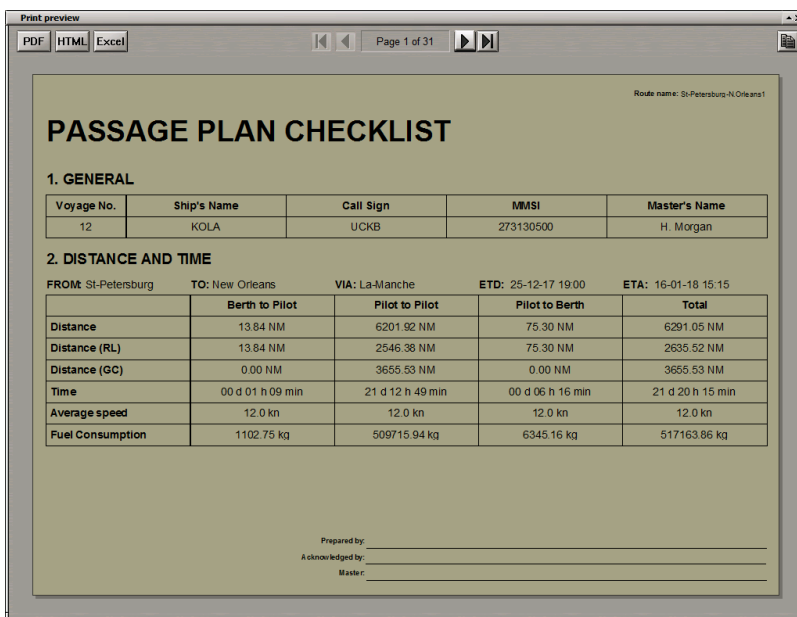 Print preview
PDF HTML Excel Page 1 of 31
Route name: St-Petersburg-N.Orleans1
PASSAGE PLAN CHECKLIST
1. GENERAL
Voyage No. Ship's Name Call Sign MMSI Master's Name
12 KOLA UCKB 273130500 H. Morgan
2. DISTANCE AND TIME
FROM: St-Petersburg TO: New Orleans VIA: La-Manche ETD: 25-12-17 19:00 ETA: 16-01-18 15:15
Berth to Pilot Pilot to Pilot Pilot to Berth Total
Distance 13.84 NM 6201.92 NM 75.30 NM 6291.05 NM
Distance (RL) 13.84 NM 2546.38 NM 75.30 NM 2635.52 NM
Distance (GC) 0.00 NM 3655.53 NM 0.00 NM 3655.53 NM
Time 00 d 01 h 09 min 21 d 12 h 49 min 00 d 06 h 16 min 21 d 20 h 15 min
Average speed 12.0 kn 12.0 kn 12.0 kn 12.0 kn
Fuel Consumption 1102.75 kg 509715.94 kg 6345.16 kg 517163.86 kg
Prepared by:
Acknowledged by:
Master: